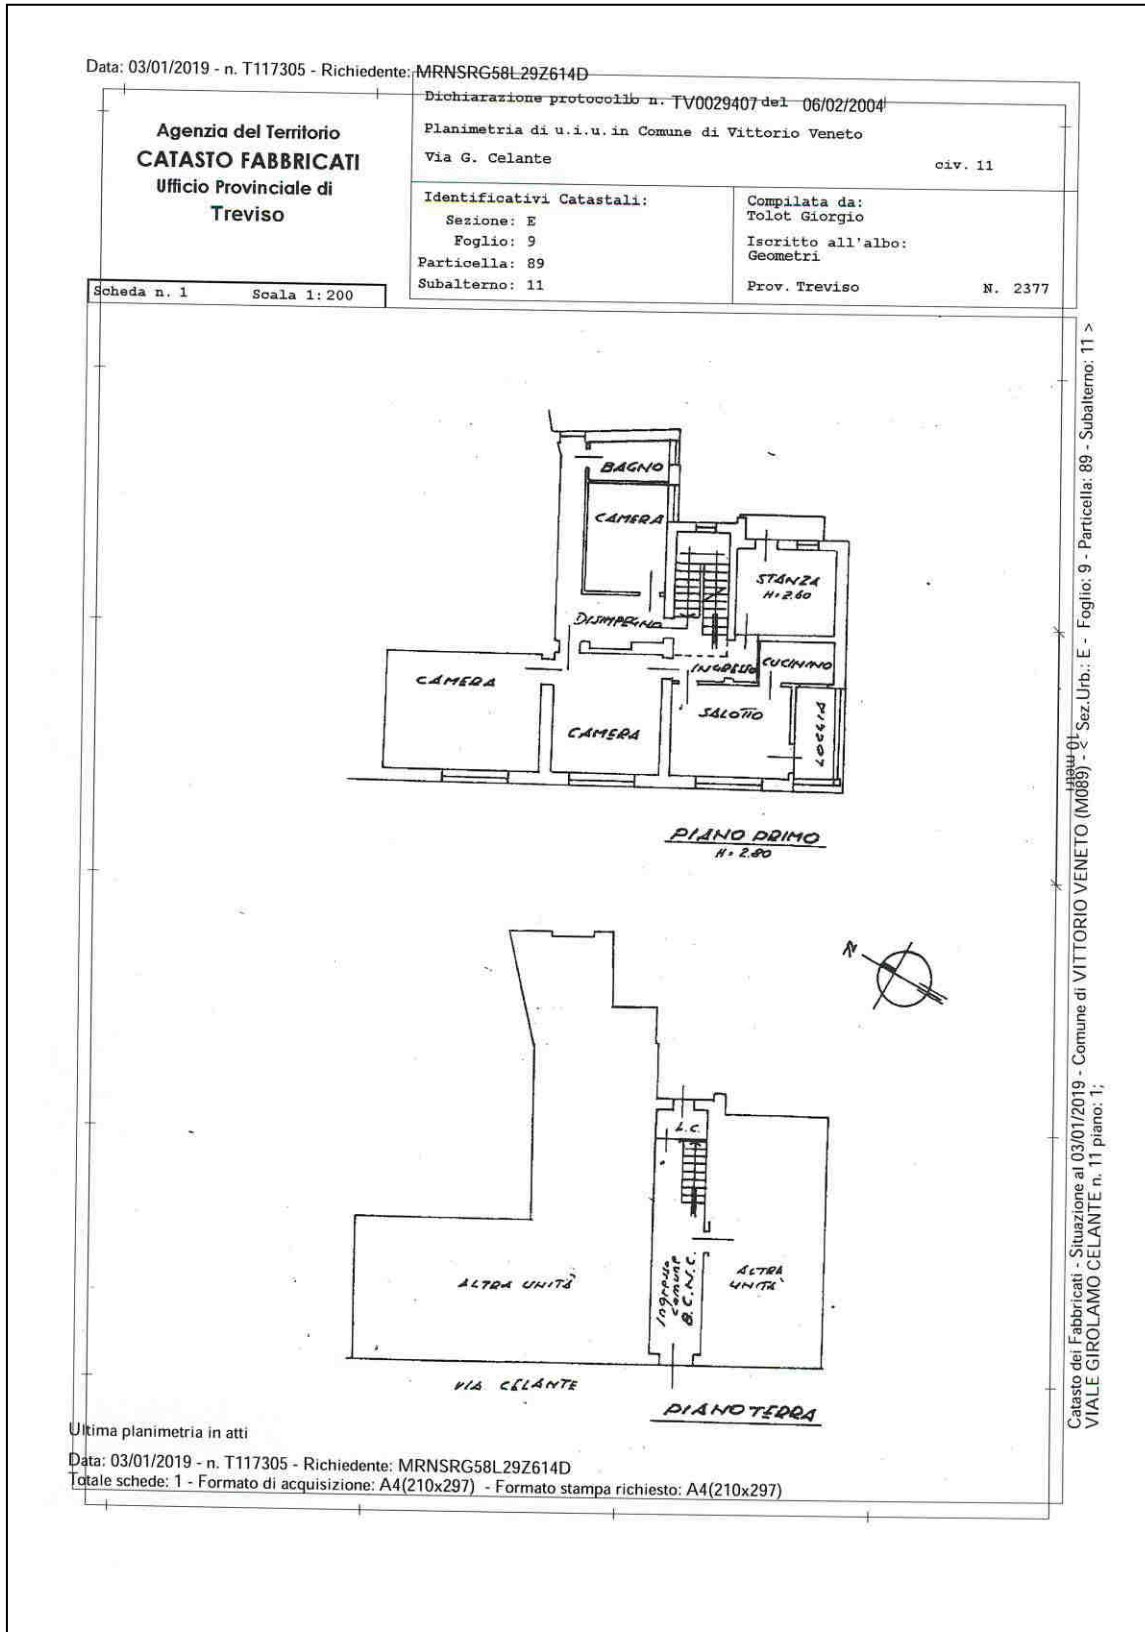 Data: 03/01/2019 - n. T117305 - Richiedente: MRNSRG58L29Z614D
Agenzia del Territorio
CATASTO FABBRICATI
Ufficio Provinciale di
Treviso
Dichiarazione protocollo n. TV0029407 del 06/02/2004
Planimetria di u.i.u. in Comune di Vittorio Veneto
Via G. Celante civ. 11
Identificativi Catastali:
Sezione: E
Foglio: 9
Particella: 89
Subalterno: 11
Compilata da:
Tolot Giorgio
Iscritto all'albo:
Geometri
Prov. Treviso N. 2377
Scheda n. 1 Scala 1:200
BAGNO
CAMERA
STANZA
H=2.60
DISIMPEGNO
INGRESSO
CUCININO
CAMERA
CAMERA
SALOTTO
LOGGIA
PIANO PRIMO
H=2.80
N
L.C.
ALTRA UNITÀ
Ingresso
comune
B.C.N.C.
ALTRA
UNITÀ
VIA CELANTE
PIANO TERRA
10 metri
Catasto dei Fabbricati - Situazione al 03/01/2019 - Comune di VITTORIO VENETO (M089) - < Sez.Urb.: E - Foglio: 9 - Particella: 89 - Subalterno: 11 >
VIALE GIROLAMO CELANTE n. 11 piano: 1;
Ultima planimetria in atti
Data: 03/01/2019 - n. T117305 - Richiedente: MRNSRG58L29Z614D
Totale schede: 1 - Formato di acquisizione: A4(210x297) - Formato stampa richiesto: A4(210x297)